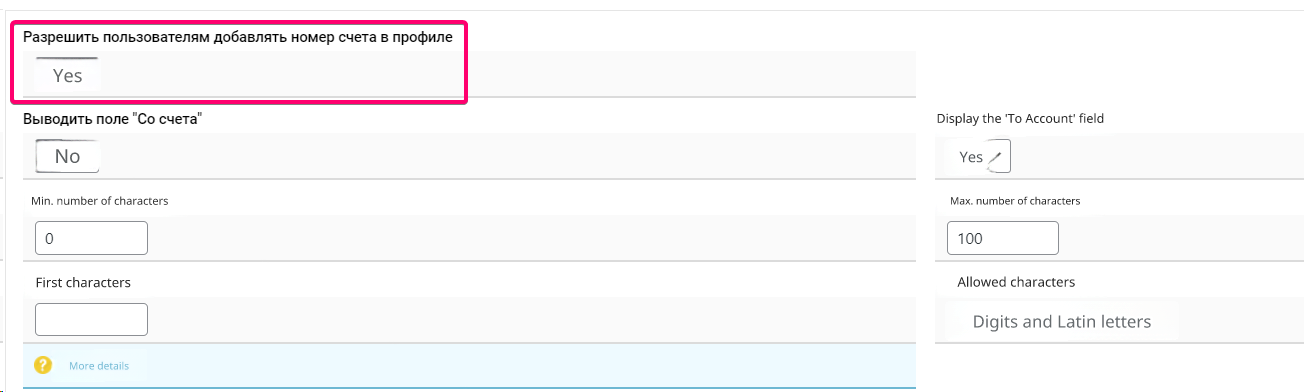 Разрешить пользователям добавлять номер счета в профиле
Yes
Выводить поле "Со счета"
Display the 'To Account' field
No
Yes
Min. number of characters
Max. number of characters
0
100
First characters
Allowed characters
Digits and Latin letters
? More details